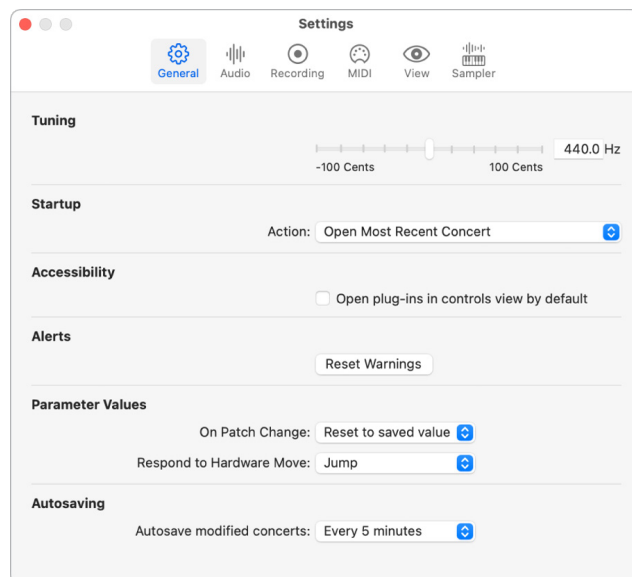 Settings
General Audio Recording MIDI View Sampler
Tuning
440.0 Hz
-100 Cents 100 Cents
Startup
Action: Open Most Recent Concert
Accessibility
Open plug-ins in controls view by default
Alerts
Reset Warnings
Parameter Values
On Patch Change: Reset to saved value
Respond to Hardware Move: Jump
Autosaving
Autosave modified concerts: Every 5 minutes